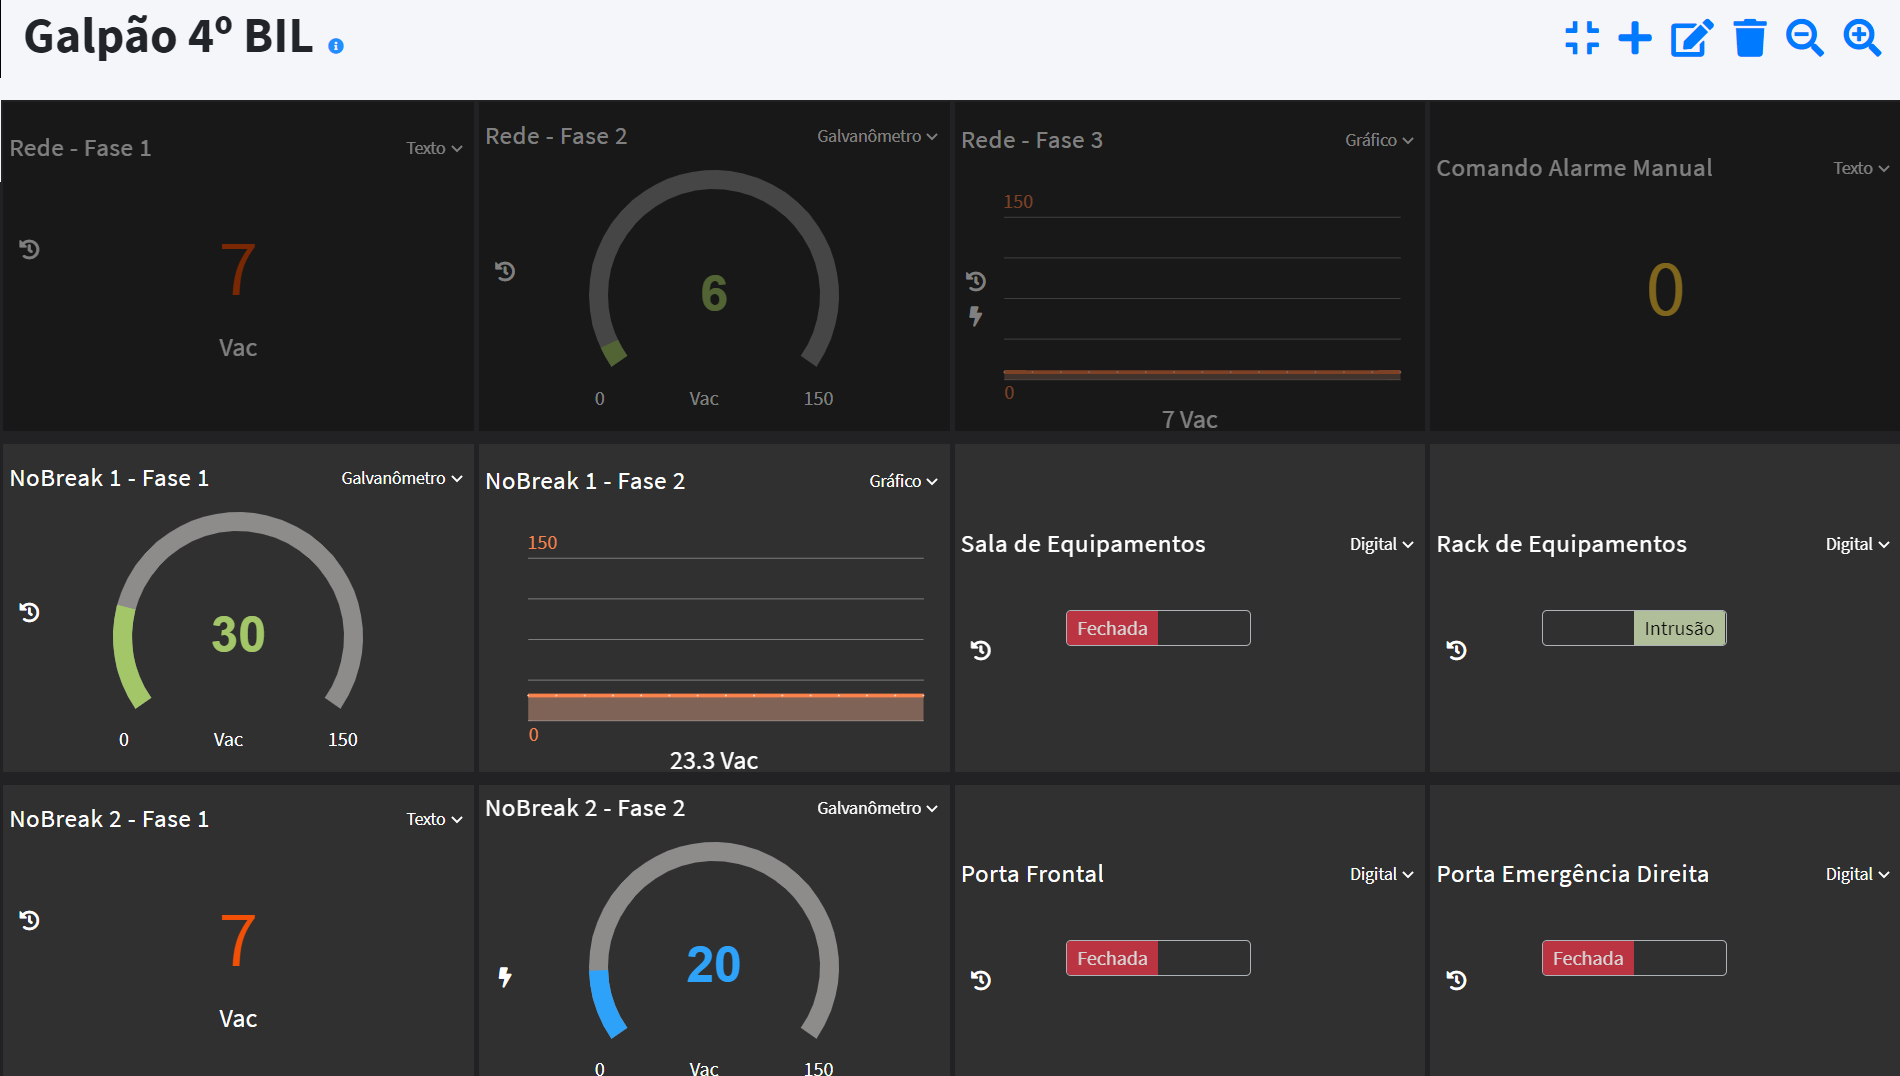 Galpão 4º BIL
Rede - Fase 1
Texto
7
Vac
Rede - Fase 2
Galvanômetro
6
0
Vac
150
Rede - Fase 3
Gráfico
150
0
7 Vac
Comando Alarme Manual
Texto
0
NoBreak 1 - Fase 1
Galvanômetro
30
0
Vac
150
NoBreak 1 - Fase 2
Gráfico
150
0
23.3 Vac
Sala de Equipamentos
Digital
Fechada
Rack de Equipamentos
Digital
Intrusão
NoBreak 2 - Fase 1
Texto
7
Vac
NoBreak 2 - Fase 2
Galvanômetro
20
0
Vac
150
Porta Frontal
Digital
Fechada
Porta Emergência Direita
Digital
Fechada